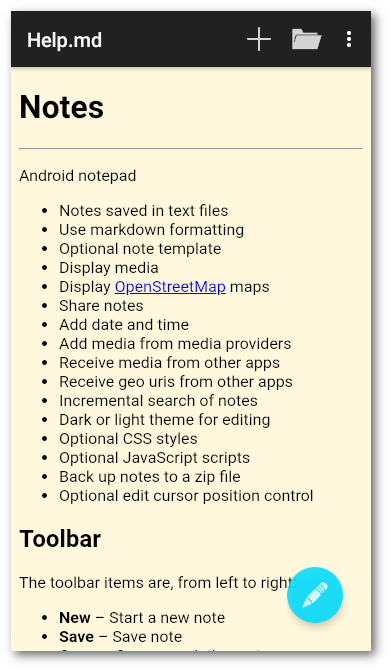 Help.md
Notes
Android notepad
• Notes saved in text files
• Use markdown formatting
• Optional note template
• Display media
• Display OpenStreetMap maps
• Share notes
• Add date and time
• Add media from media providers
• Receive media from other apps
• Receive geo uris from other apps
• Incremental search of notes
• Dark or light theme for editing
• Optional CSS styles
• Optional JavaScript scripts
• Back up notes to a zip file
• Optional edit cursor position control
Toolbar
The toolbar items are, from left to right:
• New – Start a new note
• Save – Save note